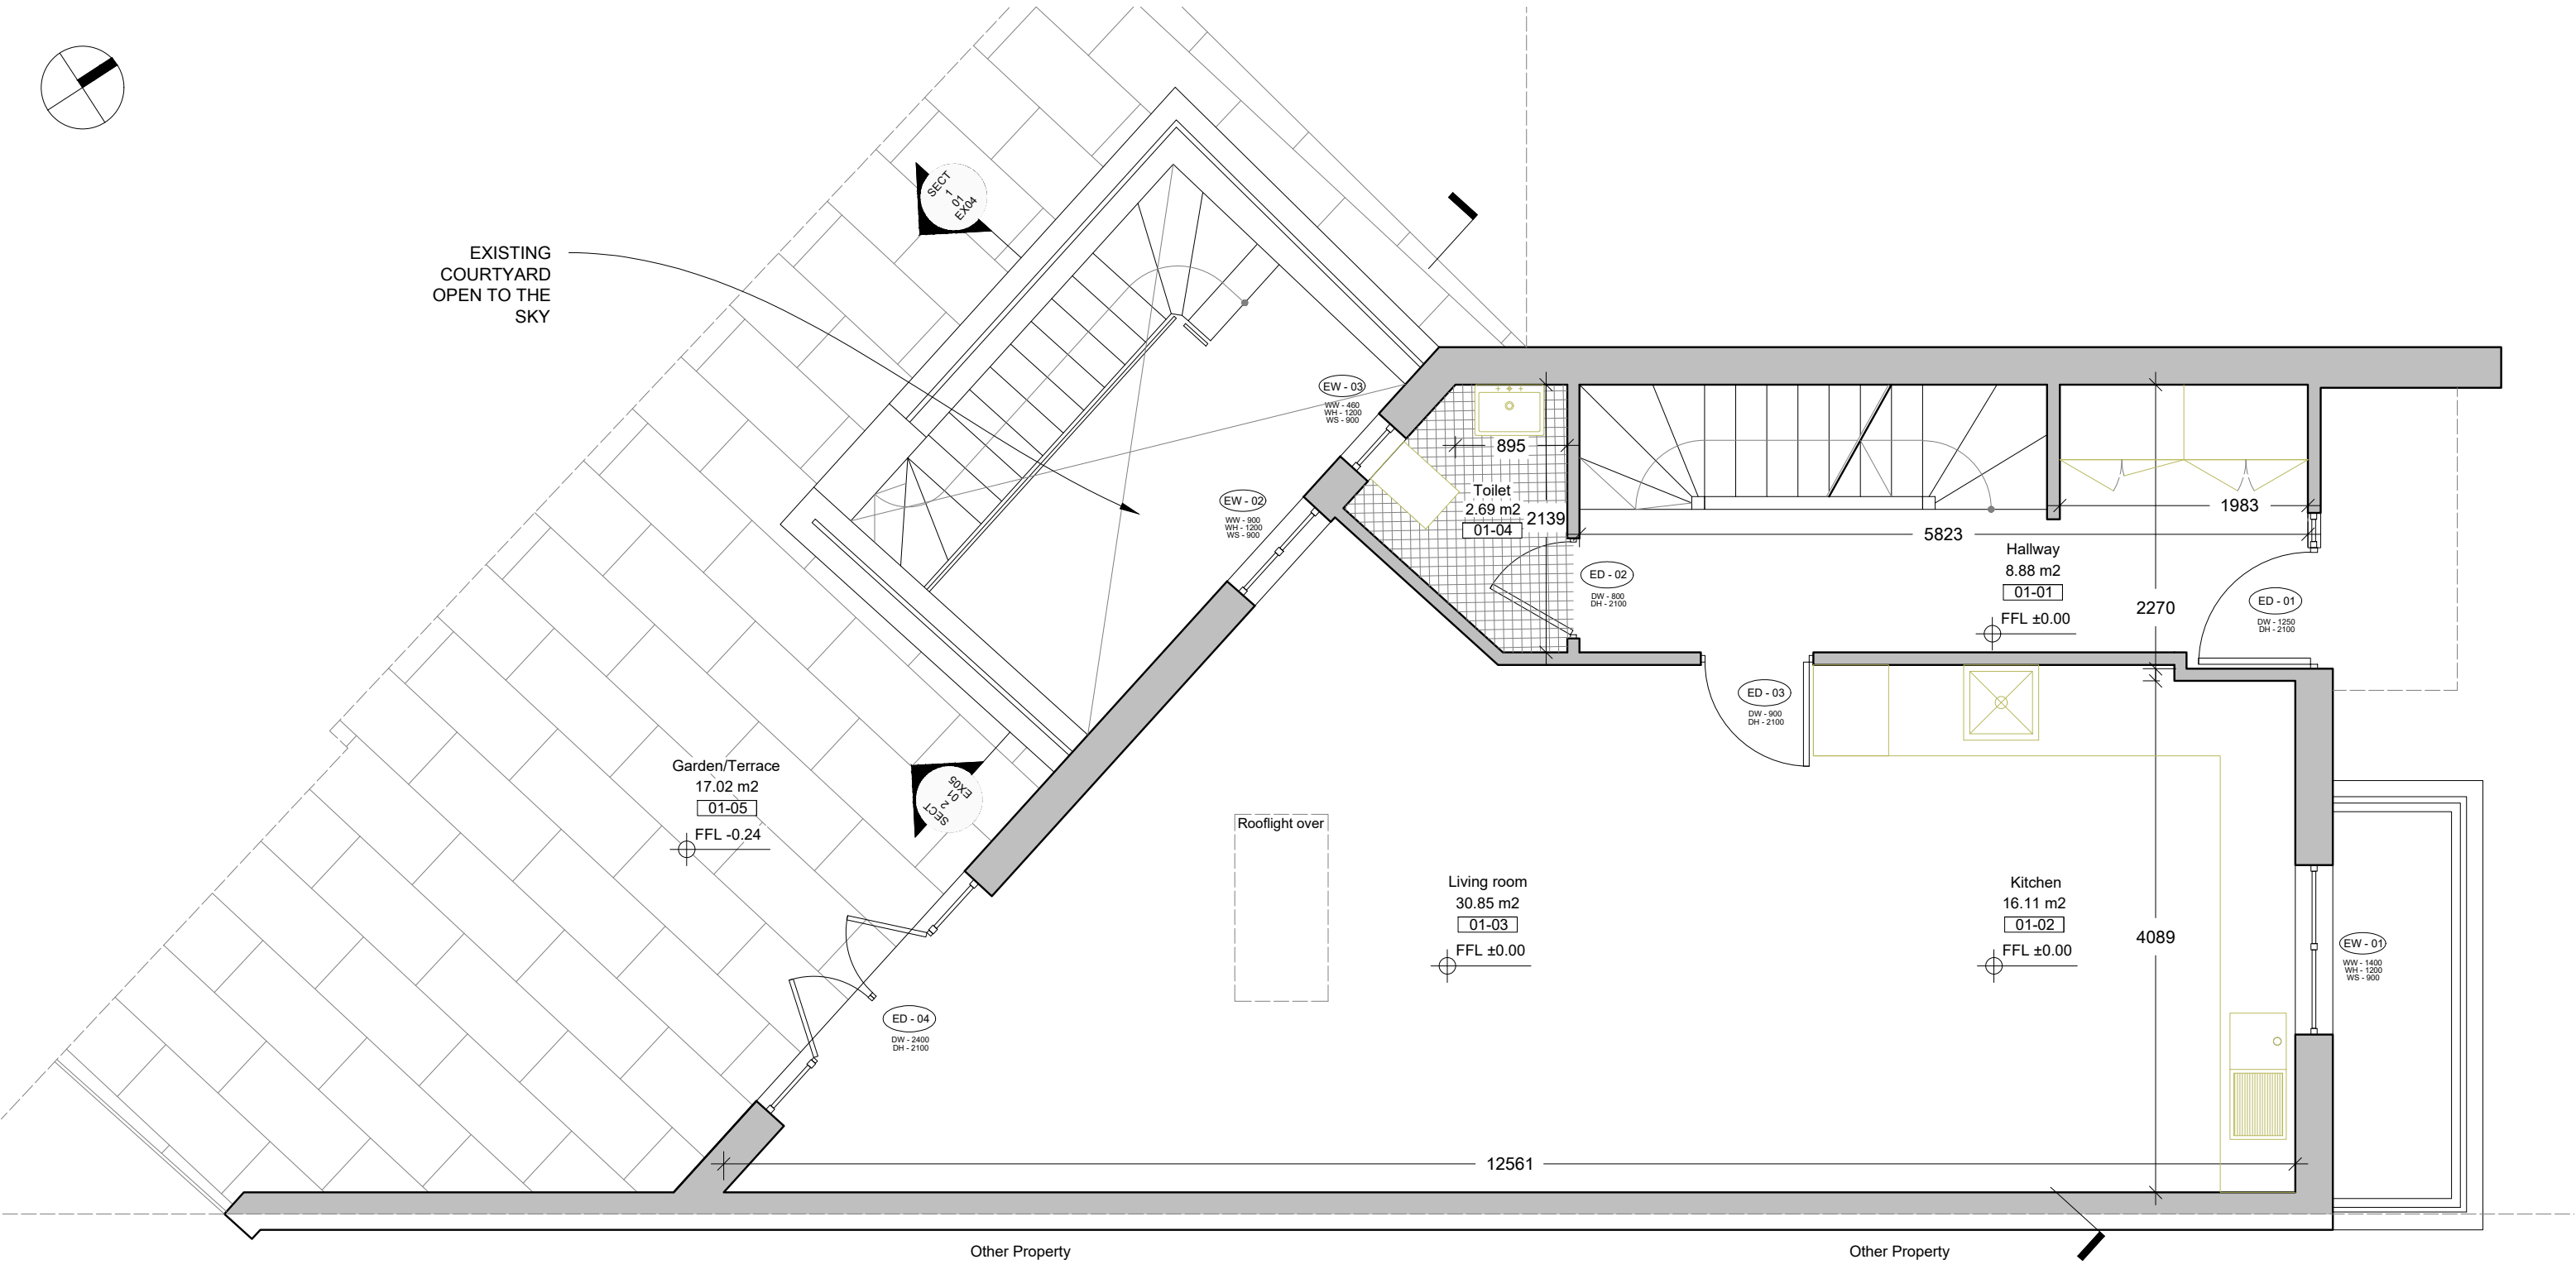 SECT
1
01
EX04
EXISTING
COURTYARD
OPEN TO THE
SKY
EW - 03
WW - 460
WH - 1200
WS - 900
895
EW - 02
WW - 900
WH - 1200
WS - 900
Toilet
2.69 m2
01-04
2139
1983
5823
Hallway
8.88 m2
01-01
FFL ±0.00
ED - 02
DW - 800
DH - 2100
2270
ED - 01
DW - 1250
DH - 2100
ED - 03
DW - 900
DH - 2100
Garden/Terrace
17.02 m2
01-05
FFL -0.24
SECT
2
01
EX05
Rooflight over
Living room
30.85 m2
01-03
FFL ±0.00
Kitchen
16.11 m2
01-02
FFL ±0.00
4089
EW - 01
WW - 1400
WH - 1200
WS - 900
ED - 04
DW - 2400
DH - 2100
12561
Other Property
Other Property